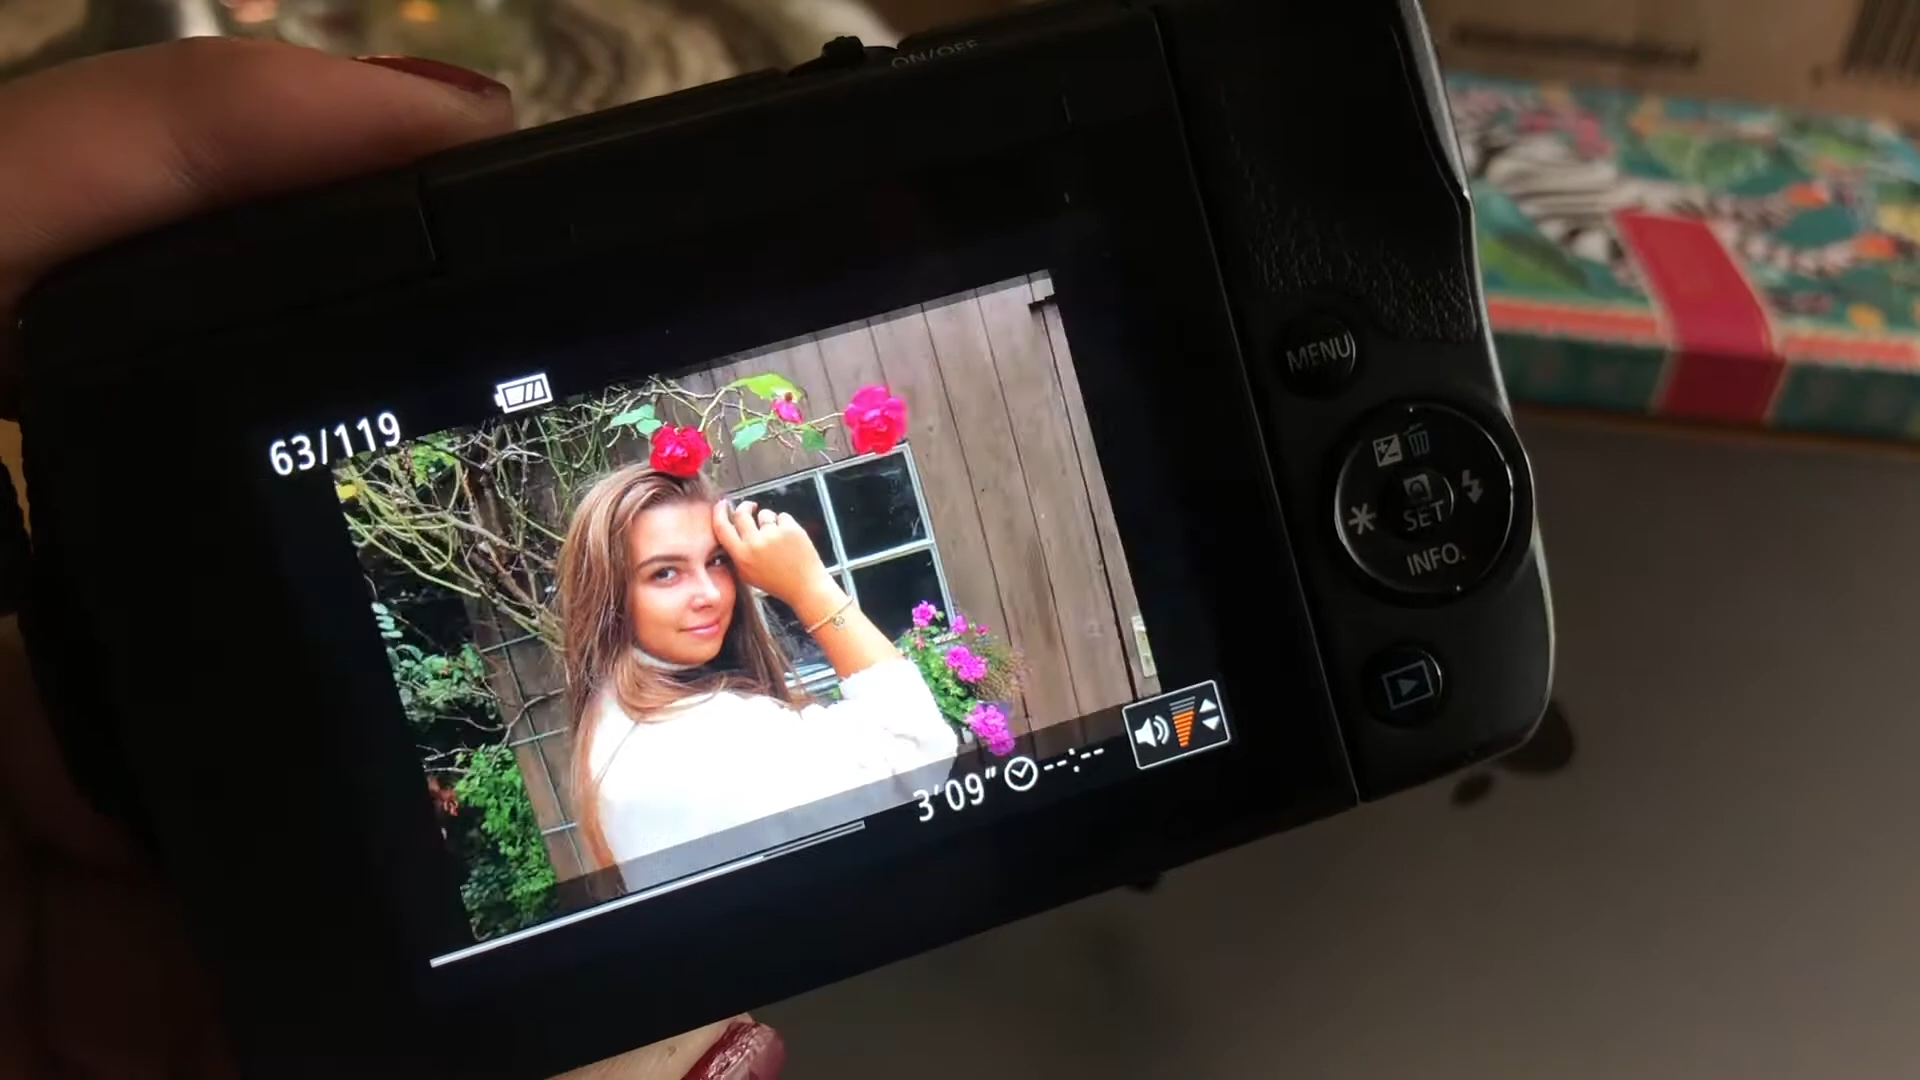 ON/OFF
63/119
MENU
SET
INFO.
3'09" --:--